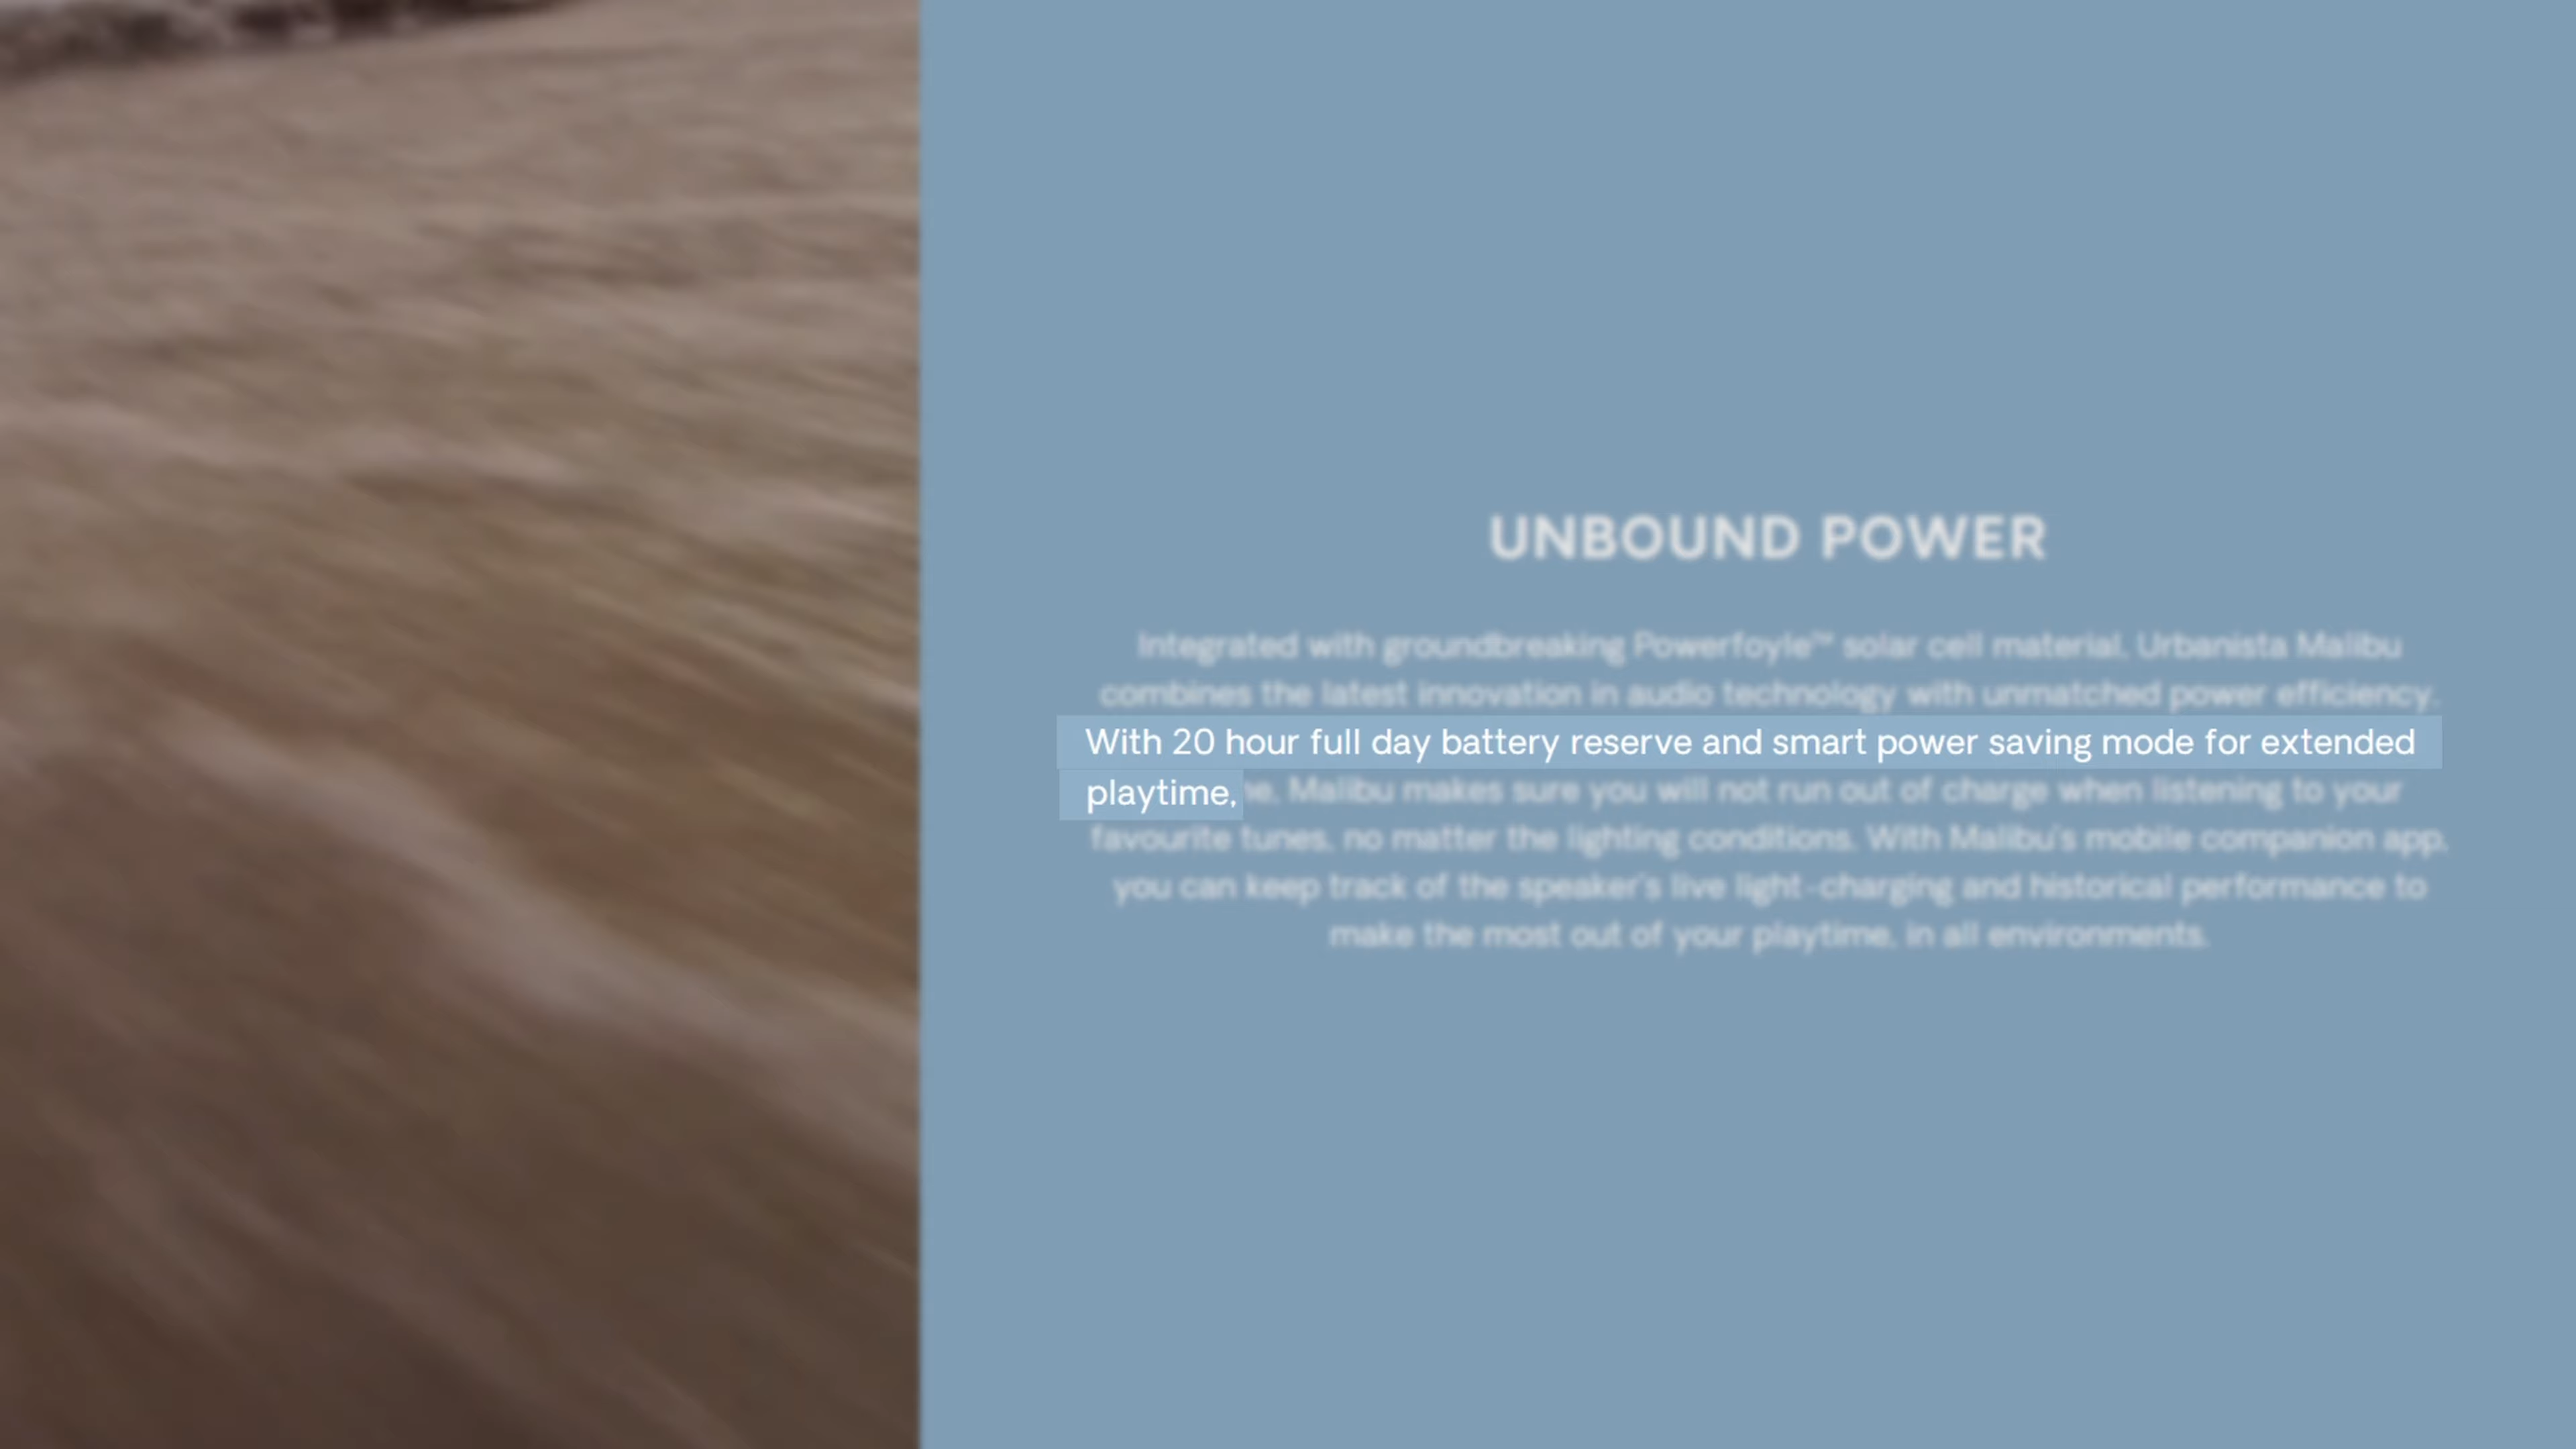 UNBOUND POWER
Integrated with groundbreaking Powerfoyle™ solar cell material, Urbanista Malibu
combines the latest innovation in audio technology with unmatched power efficiency.
With 20 hour full day battery reserve and smart power saving mode for extended
playtime, Malibu makes sure you will not run out of charge when listening to your
favourite tunes, no matter the lighting conditions. With Malibu's mobile companion app,
you can keep track of the speaker's live light-charging and historical performance to
make the most out of your playtime, in all environments.